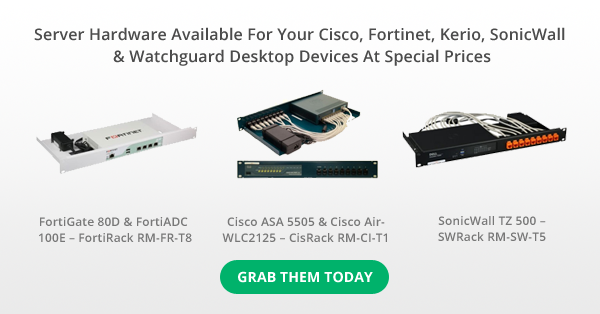 Server Hardware Available For Your Cisco, Fortinet, Kerio, SonicWall
& Watchguard Desktop Devices At Special Prices
FORTINET
FortiGate 80D & FortiADC
100E – FortiRack RM-FR-T8
Cisco ASA 5505 & Cisco Air-
WLC2125 – CisRack RM-CI-T1
SonicWall TZ 500 –
SWRack RM-SW-T5
GRAB THEM TODAY